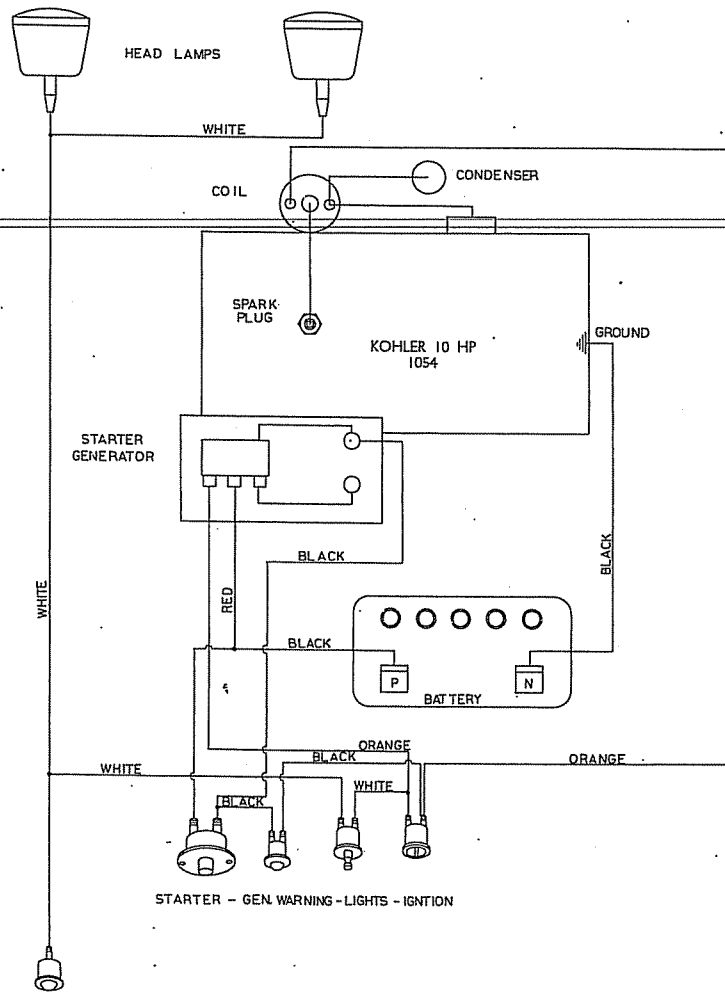 HEAD LAMPS
WHITE
COIL
CONDENSER
SPARK
PLUG
KOHLER 10 HP
1054
GROUND
STARTER
GENERATOR
BLACK
BLACK
WHITE
RED
BLACK
P
N
BATTERY
ORANGE
BLACK
ORANGE
WHITE
WHITE
BLACK
STARTER - GEN. WARNING - LIGHTS - IGNTION